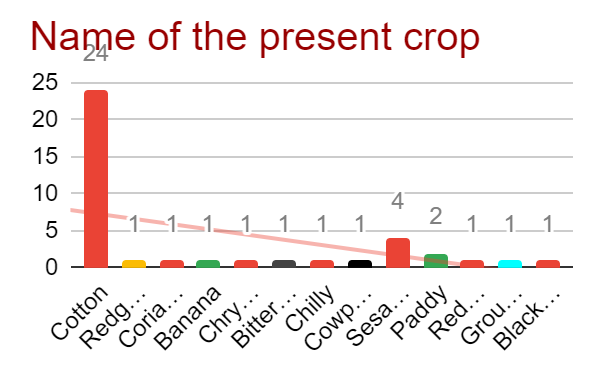 Name of the present crop
24
25
20
15
10
5
0
1
1
1
1
1
1
1
4
2
1
1
1
Cotton
Redg…
Coria…
Banana
Chry…
Bitter…
Chilly
Cowp…
Sesa…
Paddy
Red…
Grou…
Black…